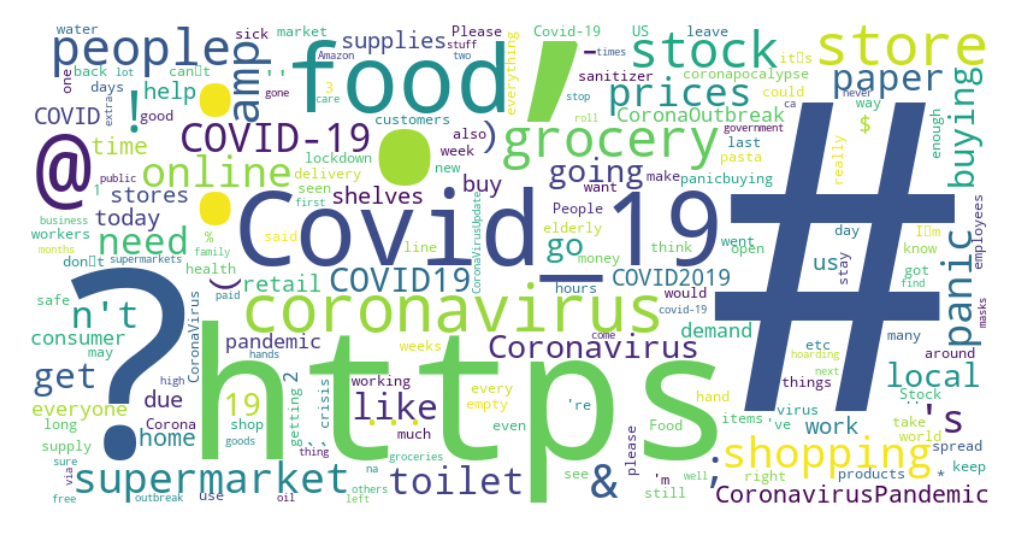 water
people
amp
''
sick
market
supplies
Please
Covid-19
US
leave
stock
store
Amazon
stuff
two
-
times
everything
sanitizer
coronapocalypse
it▯s
back
lot
can▯t
one
days
extra
!
help
:
food
,
gone
3
care
customers
stop
prices
could
paper
ca
never
way
COVID
good
COVID-19
.
also
)
roll
CoronaOutbreak
government
$
enough
buying
@
time
online
lockdown
delivery
week
new
grocery
last
pasta
really
#
1
public
stores
seen
first
shelves
buy
going
want
make
panicbuying
today
business
Covid_19
CoronaVirusUpdate
People
elderly
day
I▯m
employees
workers
%
said
line
go
money
think
went
open
know
need
months
family
don▯t
supermarkets
health
(
us
stay
got
find
panic
retail
COVID19
hours
COVID2019
safe
paid
would
covid-19
masks
?
n't
coronavirus
CoronaVirus
demand
many
consumer
may
pandemic
hands
weeks
Coronavirus
come
etc
hoarding
around
get
high
2
working
every
hand
things
next
local
https
due
19
crisis
like
empty
're
virus
Stock
..
everyone
Corona
shop
getting
...
even
items
've
take
's
long
supply
home
goods
thing
``
much
Food
please
work
world
spread
sure
via
supermarket
groceries
toilet
&
see
'm
;
shopping
well
right
products
*
keep
free
outbreak
use
oil
na
others
left
still
CoronavirusPandemic